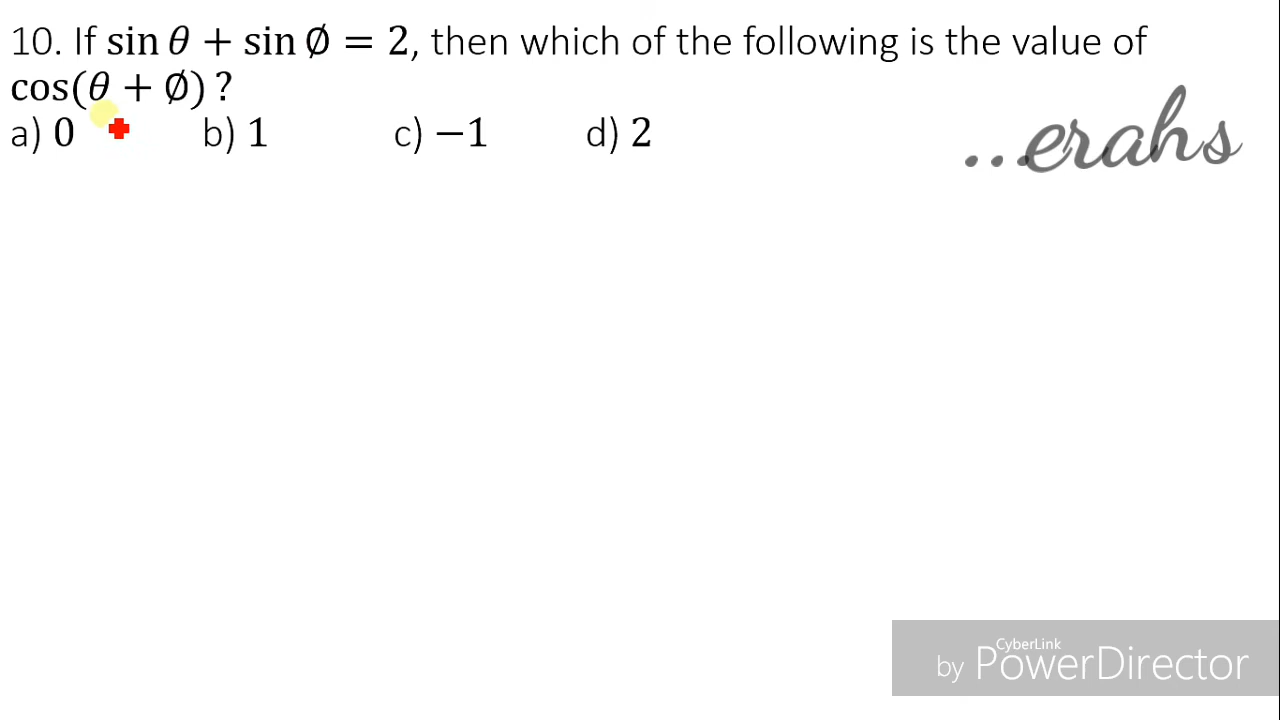 10. If sin θ + sin ∅ = 2, then which of the following is the value of
cos(θ + ∅) ?
a) 0 b) 1 c) −1 d) 2
...erahs
CyberLink
by PowerDirector